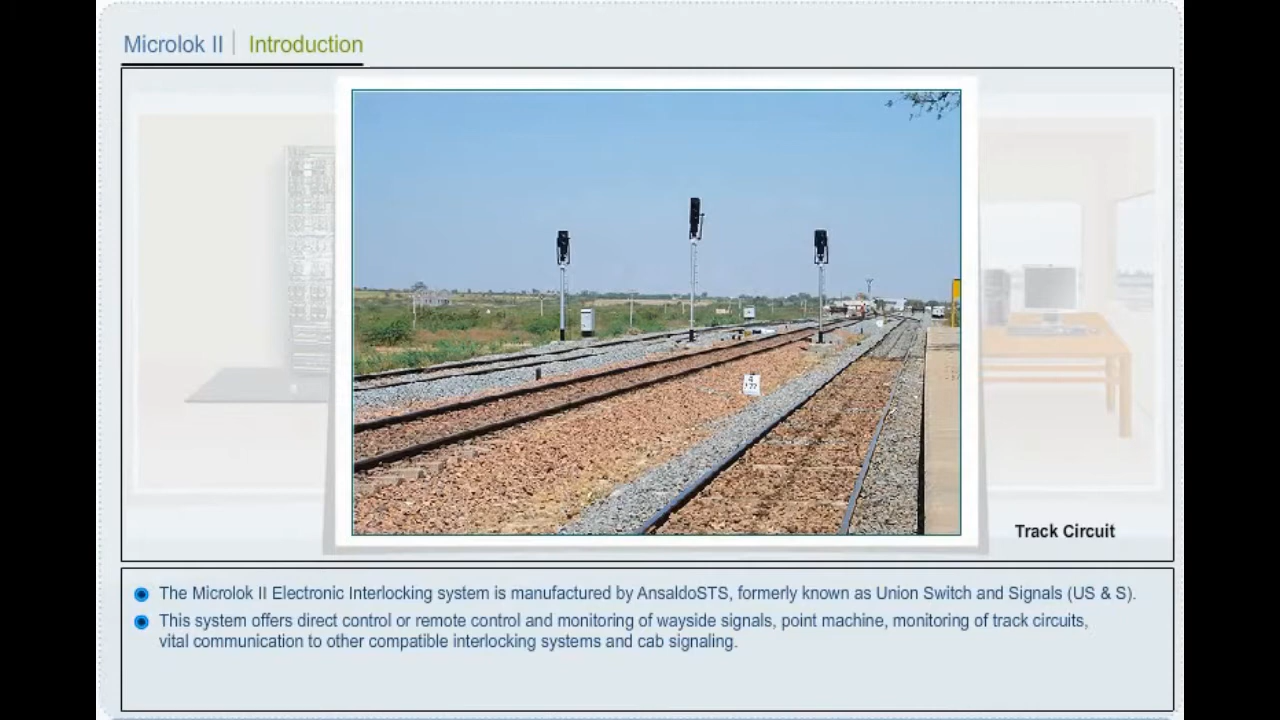 Microlok II | Introduction
Track Circuit
The Microlok II Electronic Interlocking system is manufactured by AnsaldoSTS, formerly known as Union Switch and Signals (US & S).
This system offers direct control or remote control and monitoring of wayside signals, point machine, monitoring of track circuits,
vital communication to other compatible interlocking systems and cab signaling.